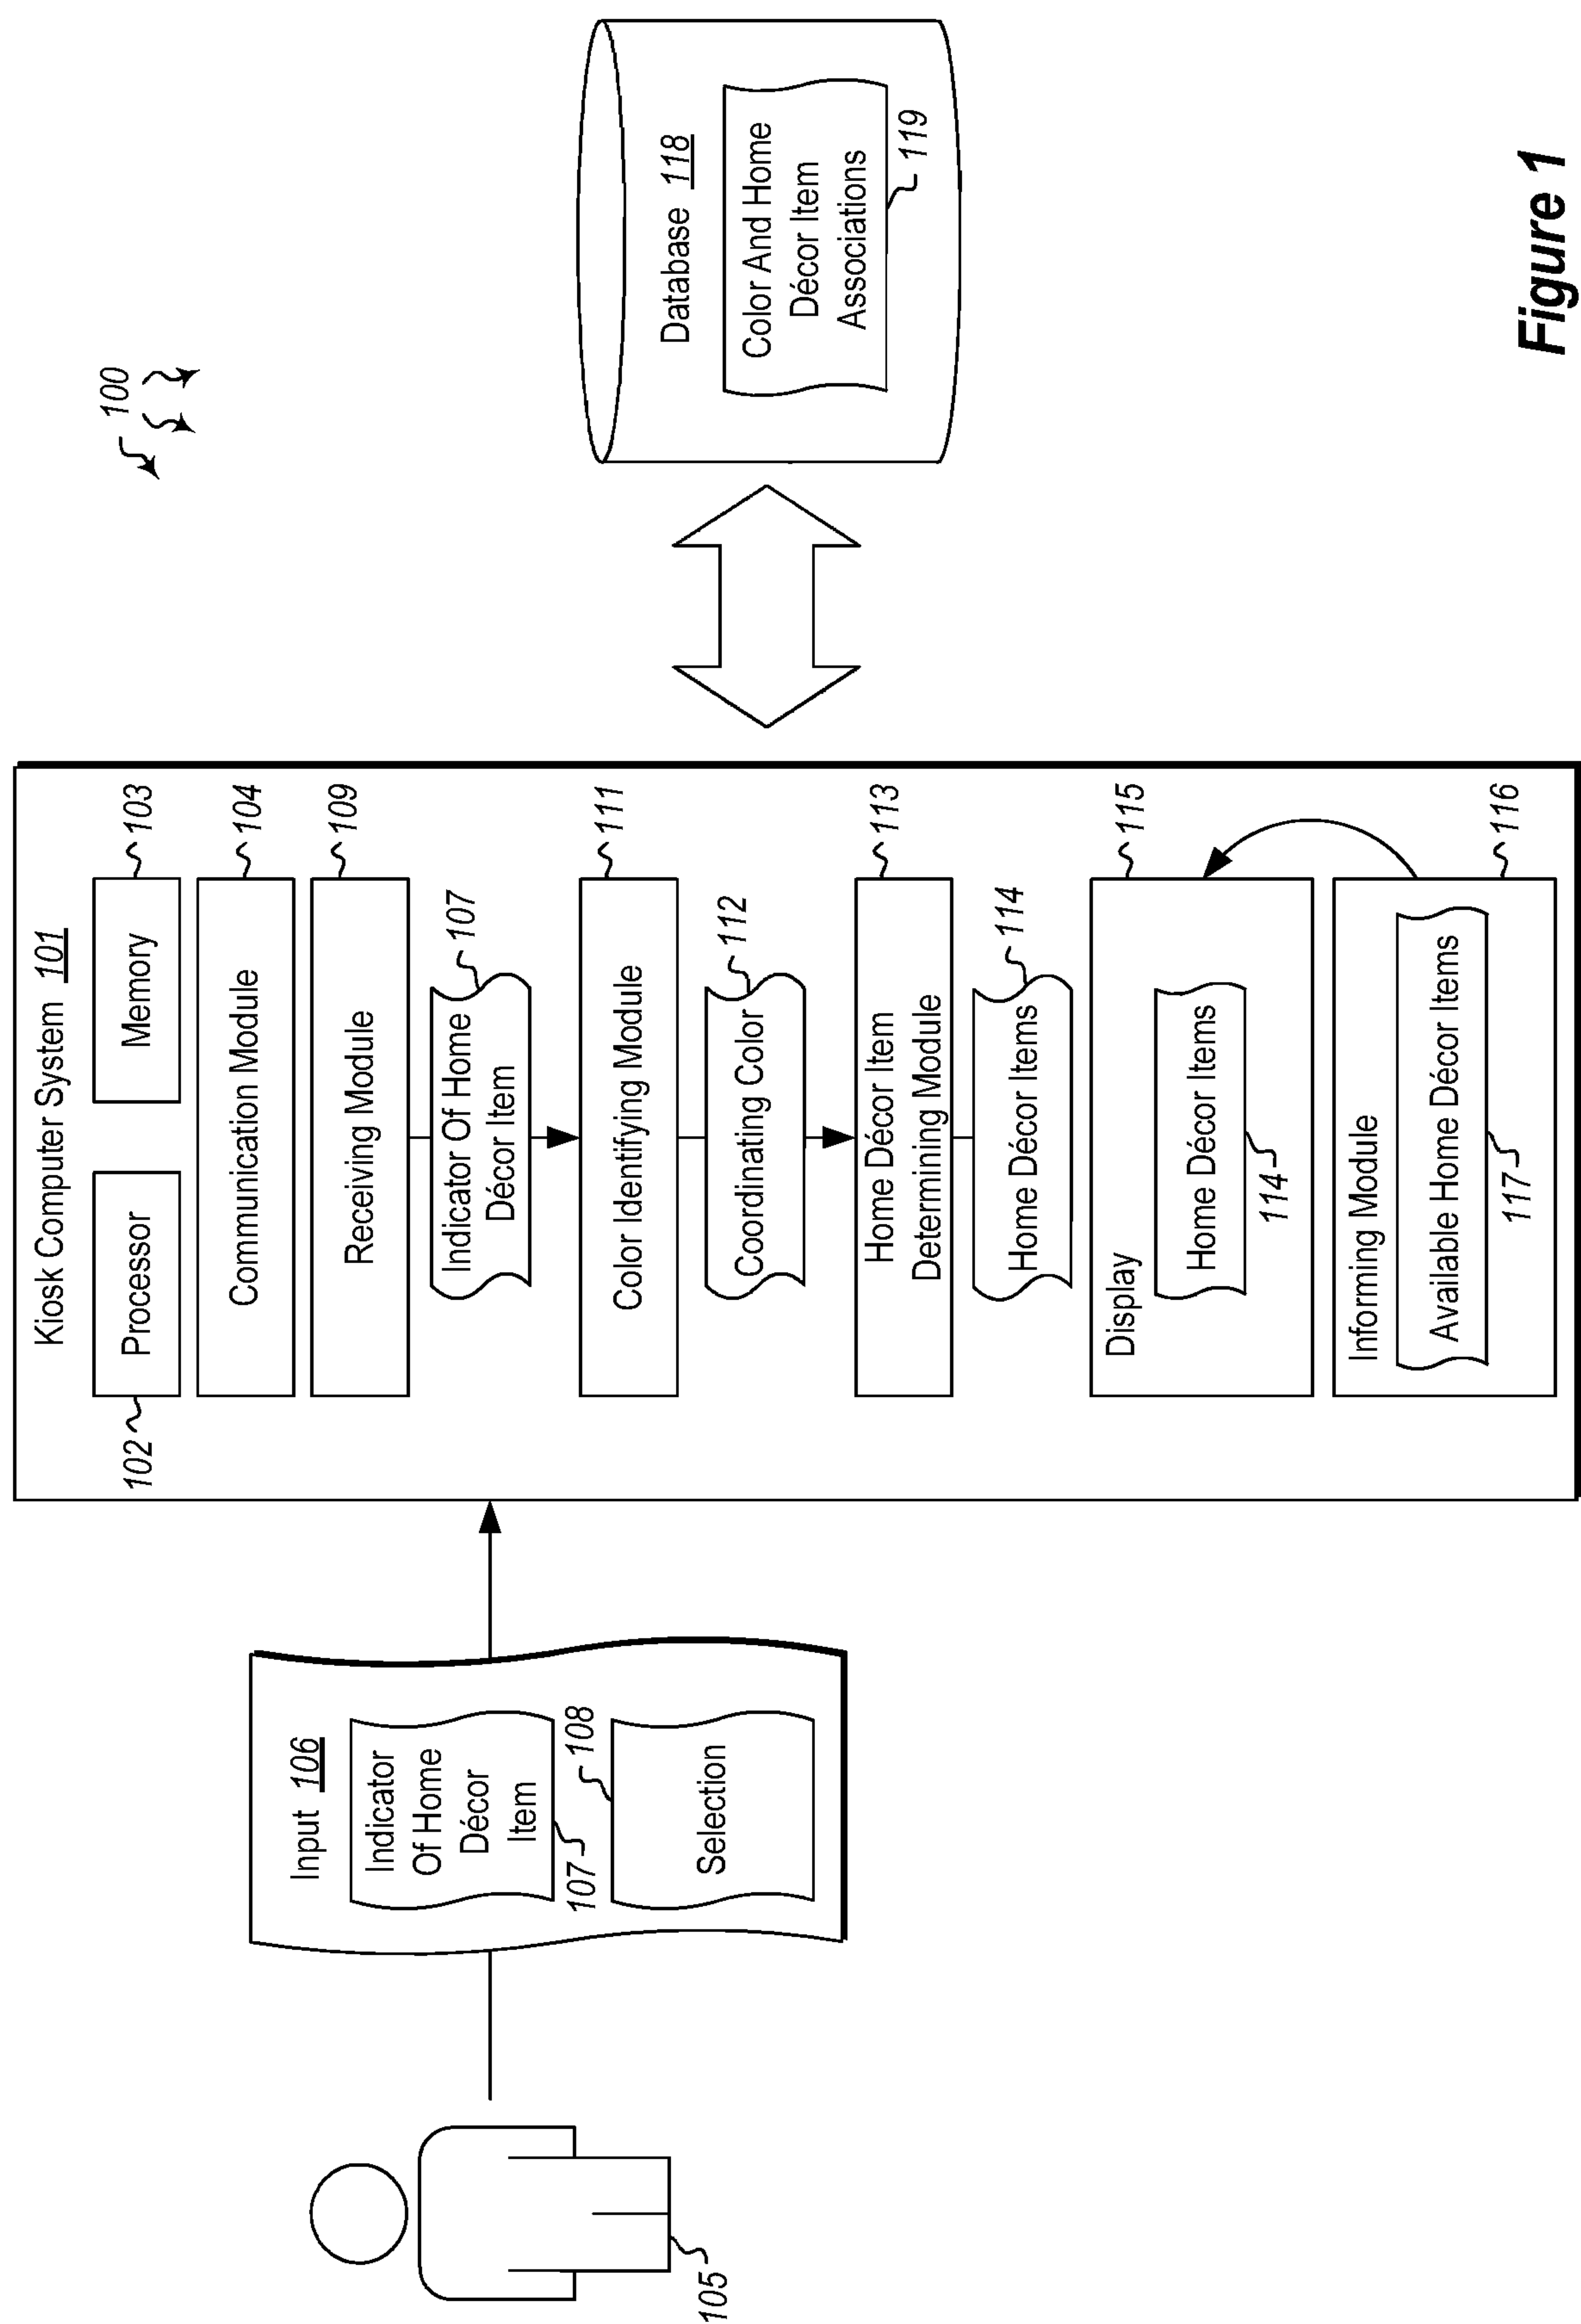 100
105
Input 106
Indicator
Of Home
Décor
Item
107
108
Selection
Kiosk Computer System 101
102
Processor
Memory
103
Communication Module
104
Receiving Module
109
Indicator Of Home
Décor Item
107
Color Identifying Module
111
Coordinating Color
112
Home Décor Item
Determining Module
113
Home Décor Items
114
Display
115
Home Décor Items
114
Informing Module
116
Available Home Décor Items
117
Database 118
Color And Home
Décor Item
Associations
119
Figure 1